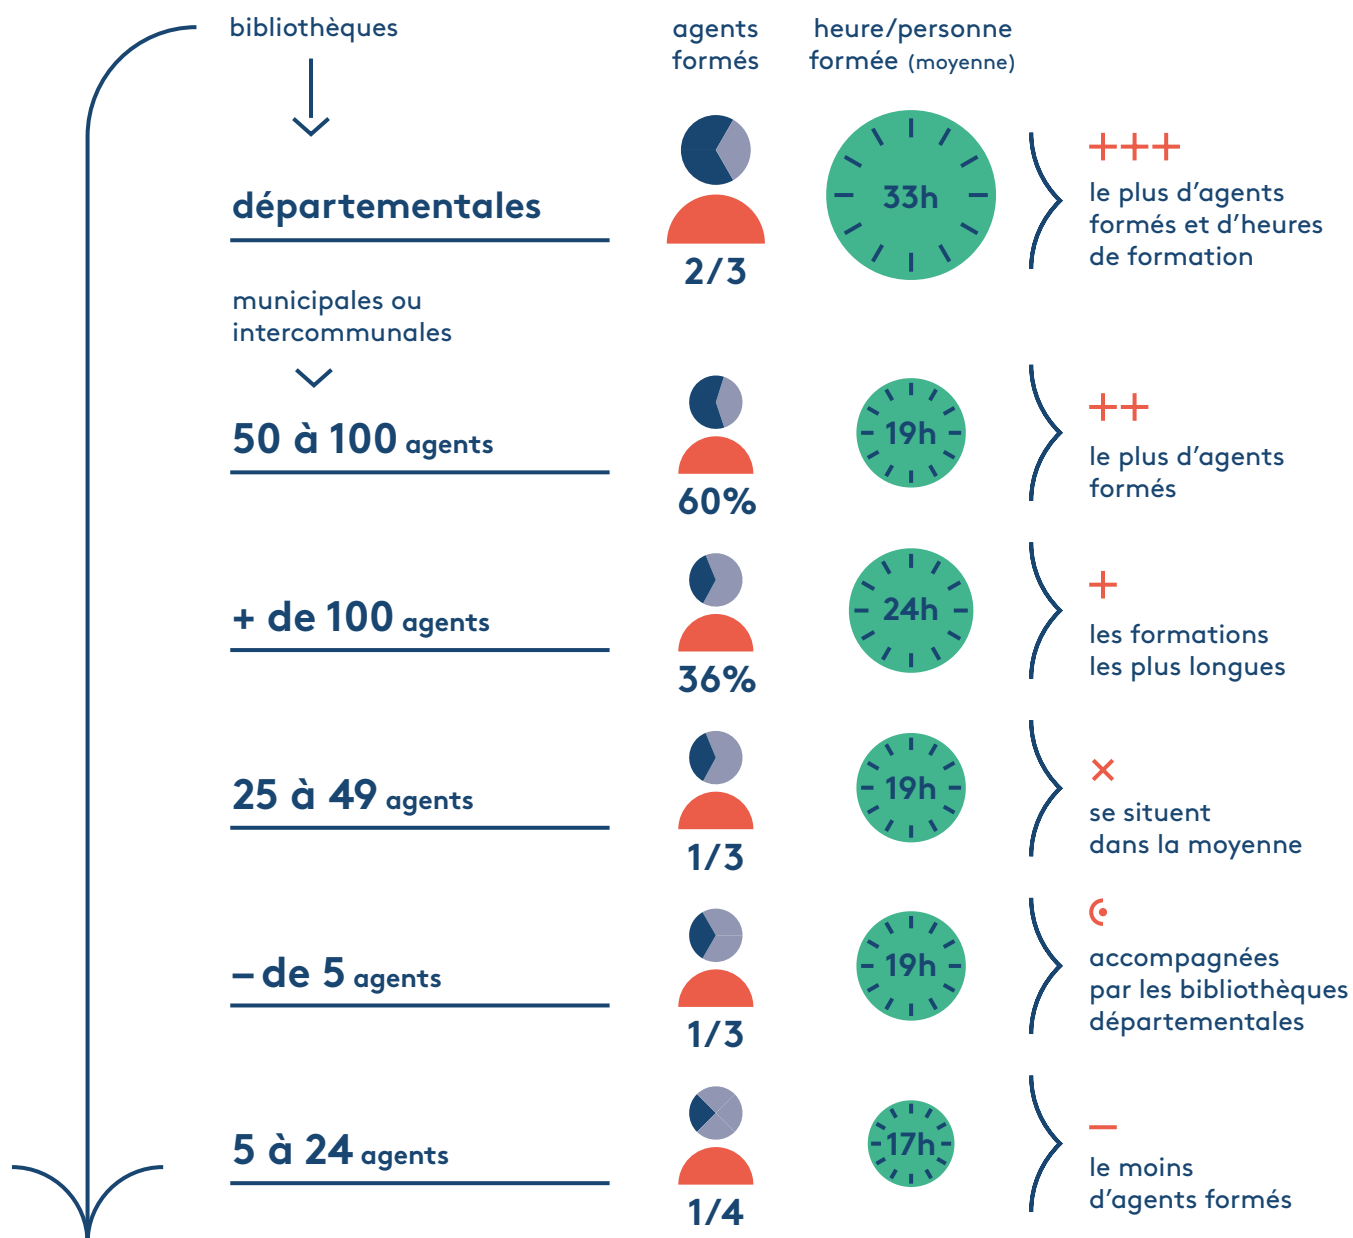 bibliothèques
agents
formés
heure/personne
formée (moyenne)
départementales
2/3
33h
+++
le plus d’agents
formés et d’heures
de formation
municipales ou
intercommunales
50 à 100 agents
60%
19h
++
le plus d’agents
formés
+ de 100 agents
36%
24h
+
les formations
les plus longues
25 à 49 agents
1/3
19h
×
se situent
dans la moyenne
– de 5 agents
1/3
19h
accompagnées
par les bibliothèques
départementales
5 à 24 agents
1/4
17h
–
le moins
d’agents formés